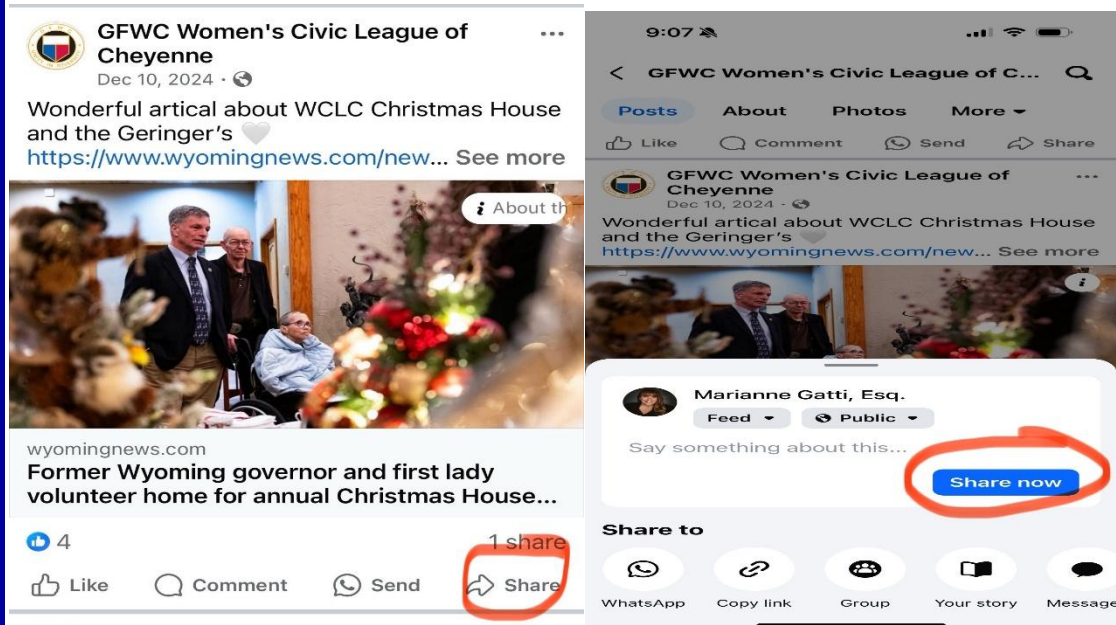 GFWC Women's Civic League of
Cheyenne
Dec 10, 2024 ·
Wonderful artical about WCLC Christmas House
and the Geringer's 🤍
https://www.wyomingnews.com/new... See more
i About th
wyomingnews.com
Former Wyoming governor and first lady
volunteer home for annual Christmas House...
4 1 share
Like Comment Send Share
9:07
GFWC Women's Civic League of C...
Posts About Photos More
Like Comment Send Share
GFWC Women's Civic League of
Cheyenne
Dec 10, 2024 ·
Wonderful artical about WCLC Christmas House
and the Geringer's 🤍
https://www.wyomingnews.com/new... See more
i
Marianne Gatti, Esq.
Feed Public
Say something about this...
Share now
Share to
WhatsApp Copy link Group Your story Message